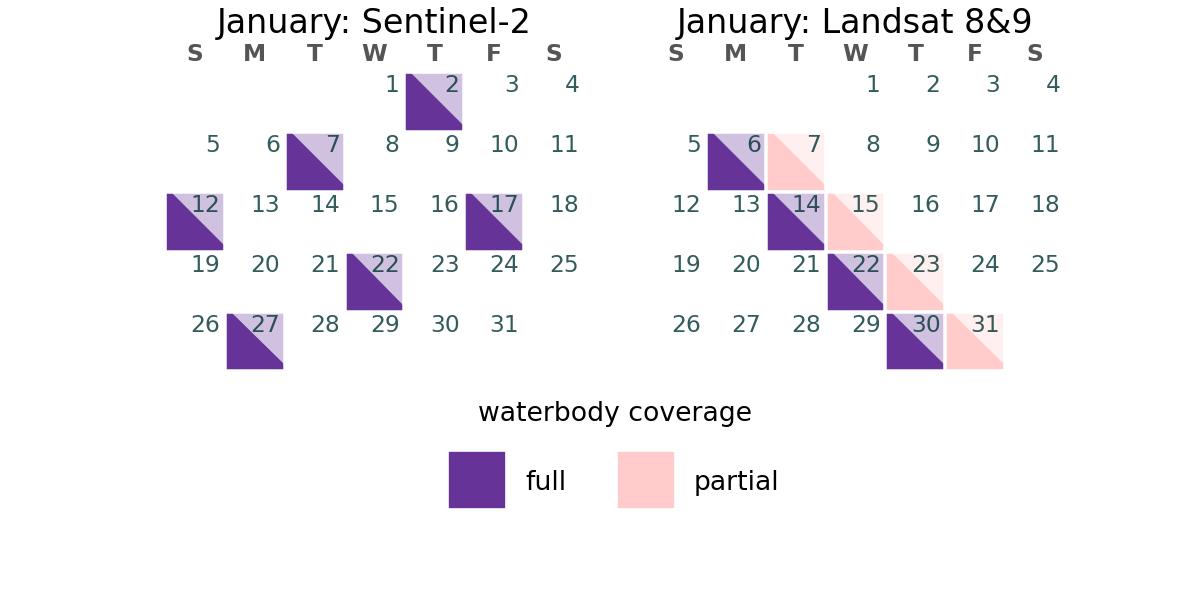 January: Sentinel-2
S M T W T F S
1 2 3 4
5 6 7 8 9 10 11
12 13 14 15 16 17 18
19 20 21 22 23 24 25
26 27 28 29 30 31
January: Landsat 8&9
S M T W T F S
1 2 3 4
5 6 7 8 9 10 11
12 13 14 15 16 17 18
19 20 21 22 23 24 25
26 27 28 29 30 31
waterbody coverage
full partial